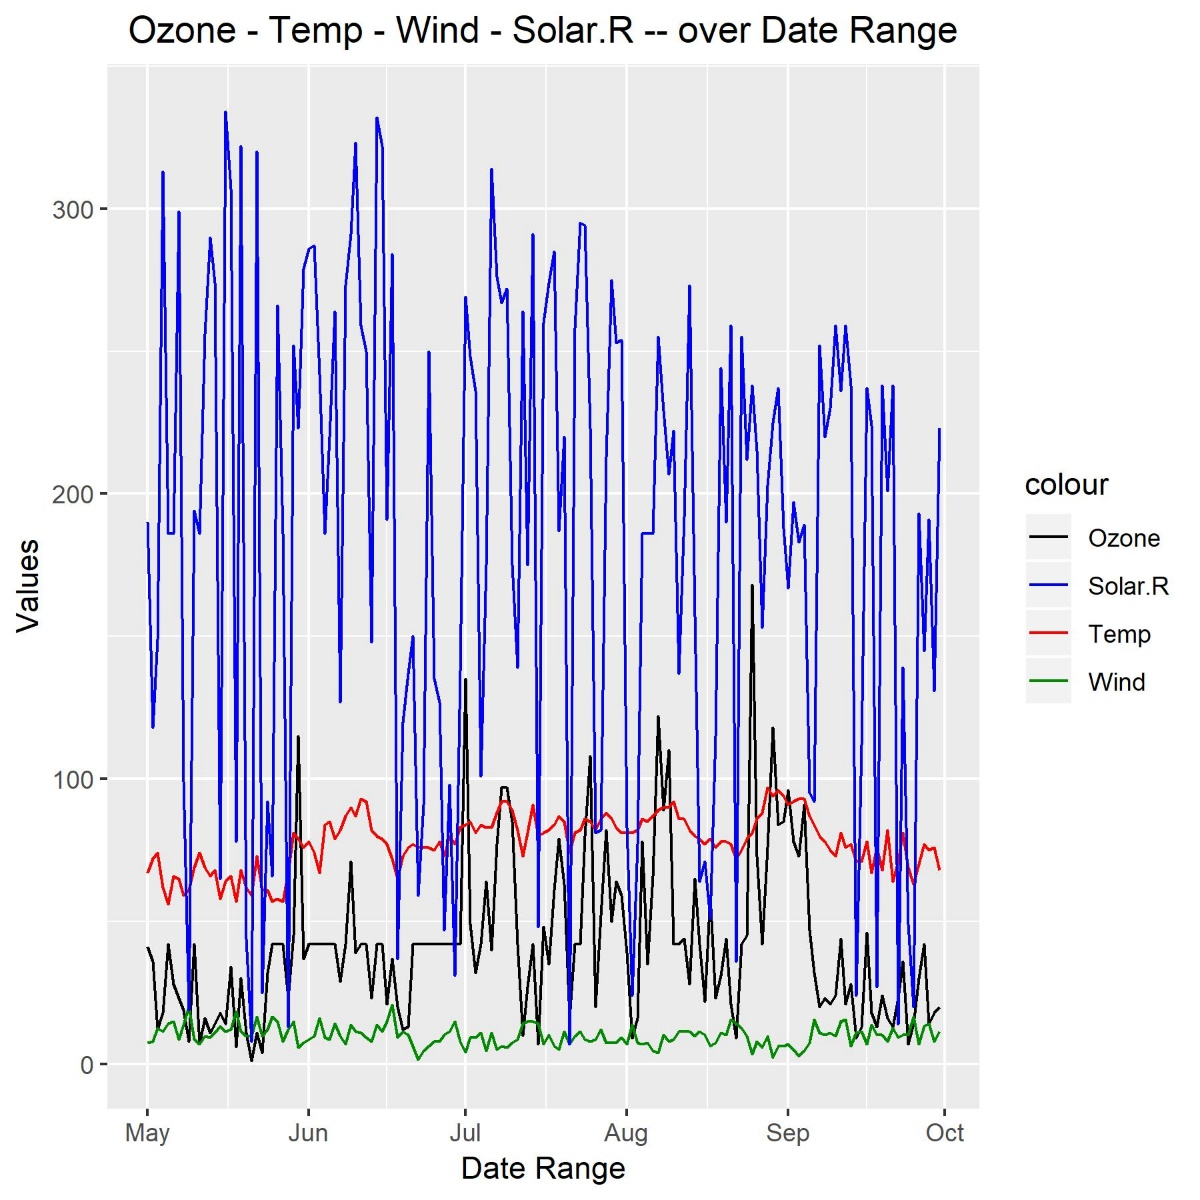 Ozone - Temp - Wind - Solar.R -- over Date Range
300
200
100
0
Values
May Jun Jul Aug Sep Oct
Date Range
colour
Ozone
Solar.R
Temp
Wind